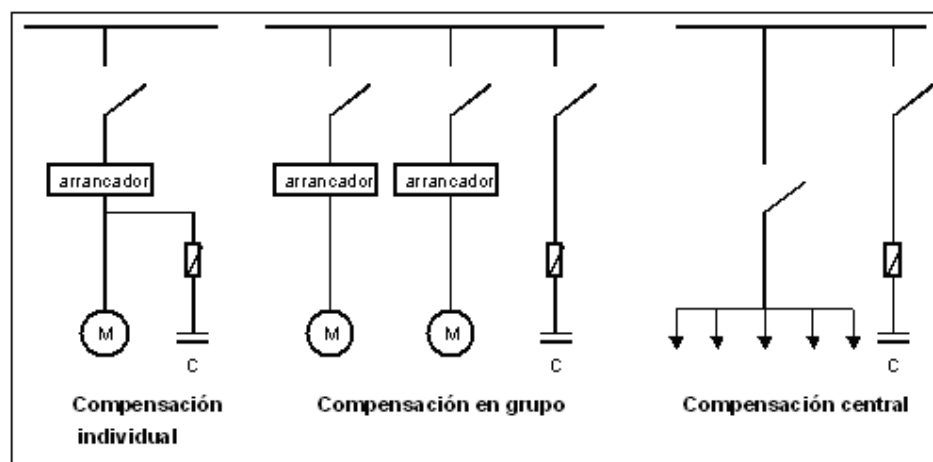 arrancador
M
C
Compensación
individual
arrancador
arrancador
M
M
C
Compensación en grupo
C
Compensación central